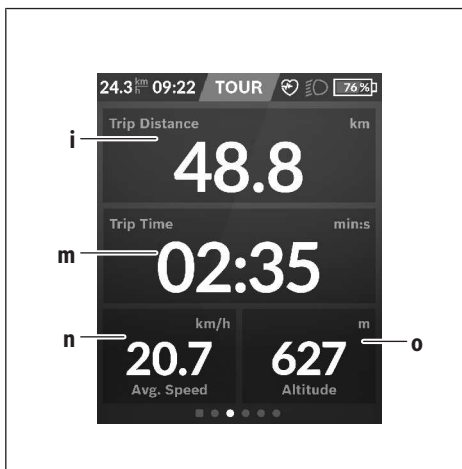 24.3 km/h 09:22 TOUR 76 %
Trip Distance km
i
48.8
Trip Time min:s
m
02:35
km/h m
n o
20.7 627
Avg. Speed Altitude